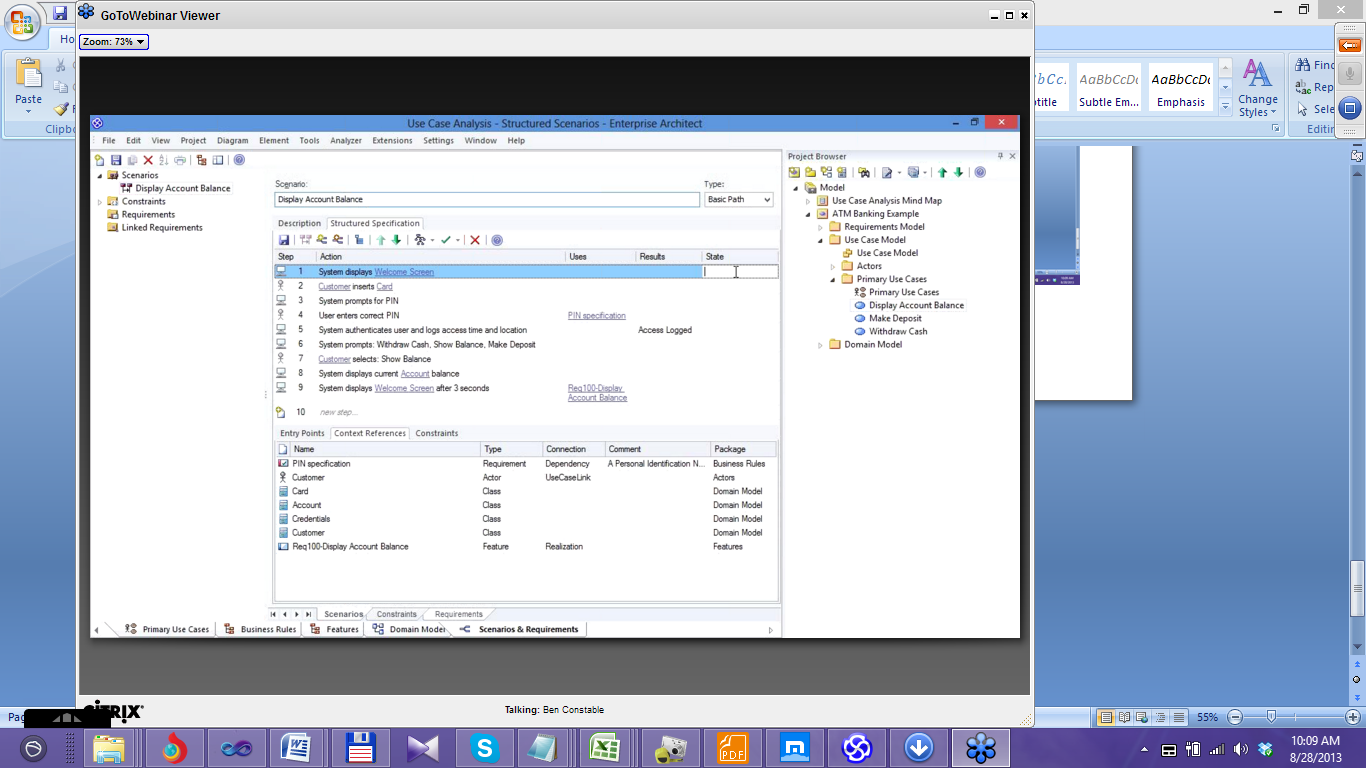 GoToWebinar Viewer
Zoom: 73%
Paste
Change
Styles
Subtle Em...
Emphasis
Use Case Analysis - Structured Scenarios - Enterprise Architect
File Edit View Project Diagram Element Tools Analyzer Extensions Settings Window Help
Scenarios
Display Account Balance
Constraints
Requirements
Linked Requirements
Scenario:
Type:
Display Account Balance
Basic Path
Description Structured Specification
Step Action Uses Results State
1 System displays Welcome Screen
2 Customer inserts Card
3 System prompts for PIN
4 User enters correct PIN PIN specification
5 System authenticates user and logs access time and location Access Logged
6 System prompts: Withdraw Cash, Show Balance, Make Deposit
7 Customer selects: Show Balance
8 System displays current Account balance
9 System displays Welcome Screen after 3 seconds Req100-Display
Account Balance
10 new step...
Entry Points Context References Constraints
Name Type Connection Comment Package
PIN specification Requirement Dependency A Personal Identification N... Business Rules
Customer Actor UseCaseLink Actors
Card Class Domain Model
Account Class Domain Model
Credentials Class Domain Model
Customer Class Domain Model
Req100-Display Account Balance Feature Realization Features
Scenarios Constraints Requirements
Primary Use Cases Business Rules Features Domain Model Scenarios & Requirements
Project Browser
Model
Use Case Analysis Mind Map
ATM Banking Example
Requirements Model
Use Case Model
Use Case Model
Actors
Primary Use Cases
Primary Use Cases
Display Account Balance
Make Deposit
Withdraw Cash
Domain Model
CITRIX
Talking: Ben Constable
55%
PDF
10:09 AM
8/28/2013